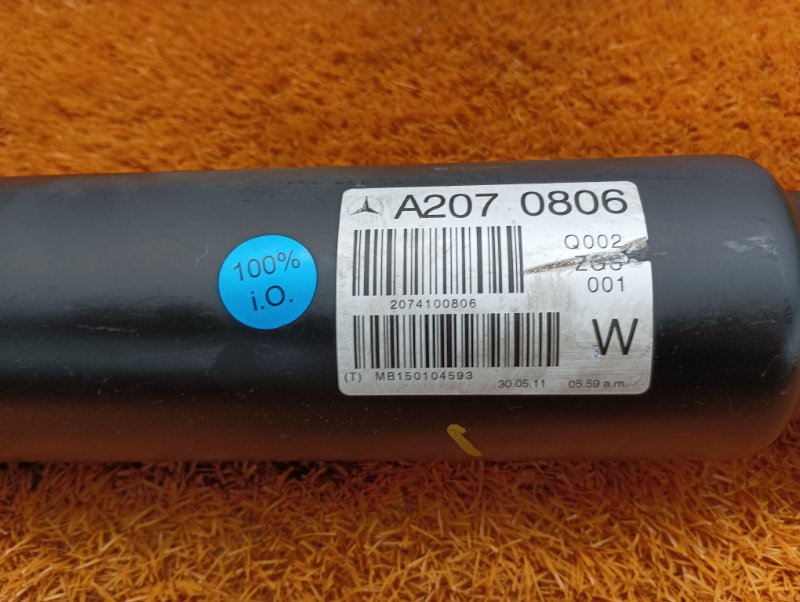 100%
i.O.
A207 0806
Q002
001
2074100806
W
(T) MB150104593
30.05.11 05.59 a.m.